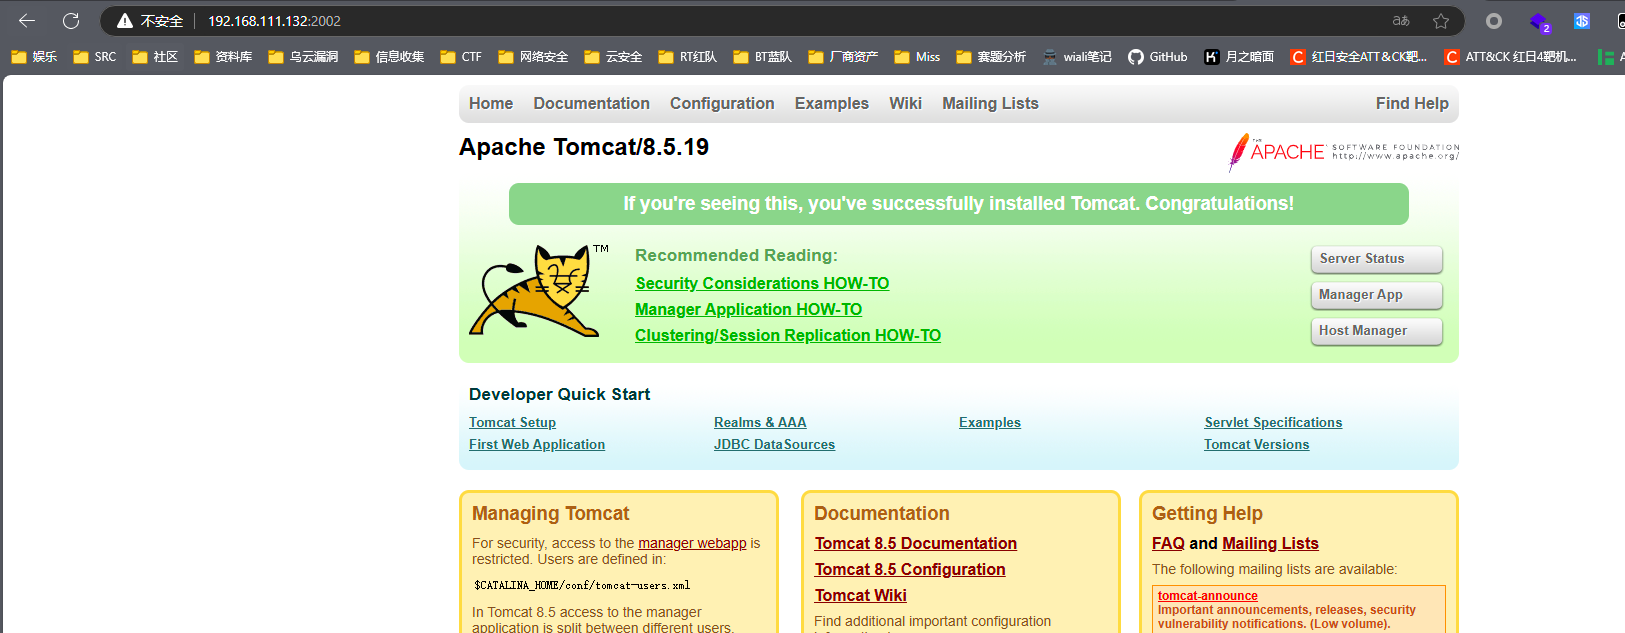 不安全 192.168.111.132:2002 aあ
2
娱乐 SRC 社区 资料库 乌云漏洞 信息收集 CTF 网络安全 云安全 RT红队 BT蓝队 厂商资产 Miss 赛题分析 wiali笔记 GitHub 月之暗面 红日安全ATT&CK靶... ATT&CK 红日4靶机...
Home Documentation Configuration Examples Wiki Mailing Lists Find Help
Apache Tomcat/8.5.19
THE APACHE SOFTWARE FOUNDATION
http://www.apache.org/
If you're seeing this, you've successfully installed Tomcat. Congratulations!
TM
Recommended Reading:
Security Considerations HOW-TO
Manager Application HOW-TO
Clustering/Session Replication HOW-TO
Server Status
Manager App
Host Manager
Developer Quick Start
Tomcat Setup
First Web Application
Realms & AAA
JDBC DataSources
Examples
Servlet Specifications
Tomcat Versions
Managing Tomcat
For security, access to the manager webapp is
restricted. Users are defined in:
$CATALINA_HOME/conf/tomcat-users.xml
In Tomcat 8.5 access to the manager
application is split between different users.
Documentation
Tomcat 8.5 Documentation
Tomcat 8.5 Configuration
Tomcat Wiki
Find additional important configuration
Getting Help
FAQ and Mailing Lists
The following mailing lists are available:
tomcat-announce
Important announcements, releases, security
vulnerability notifications. (Low volume).